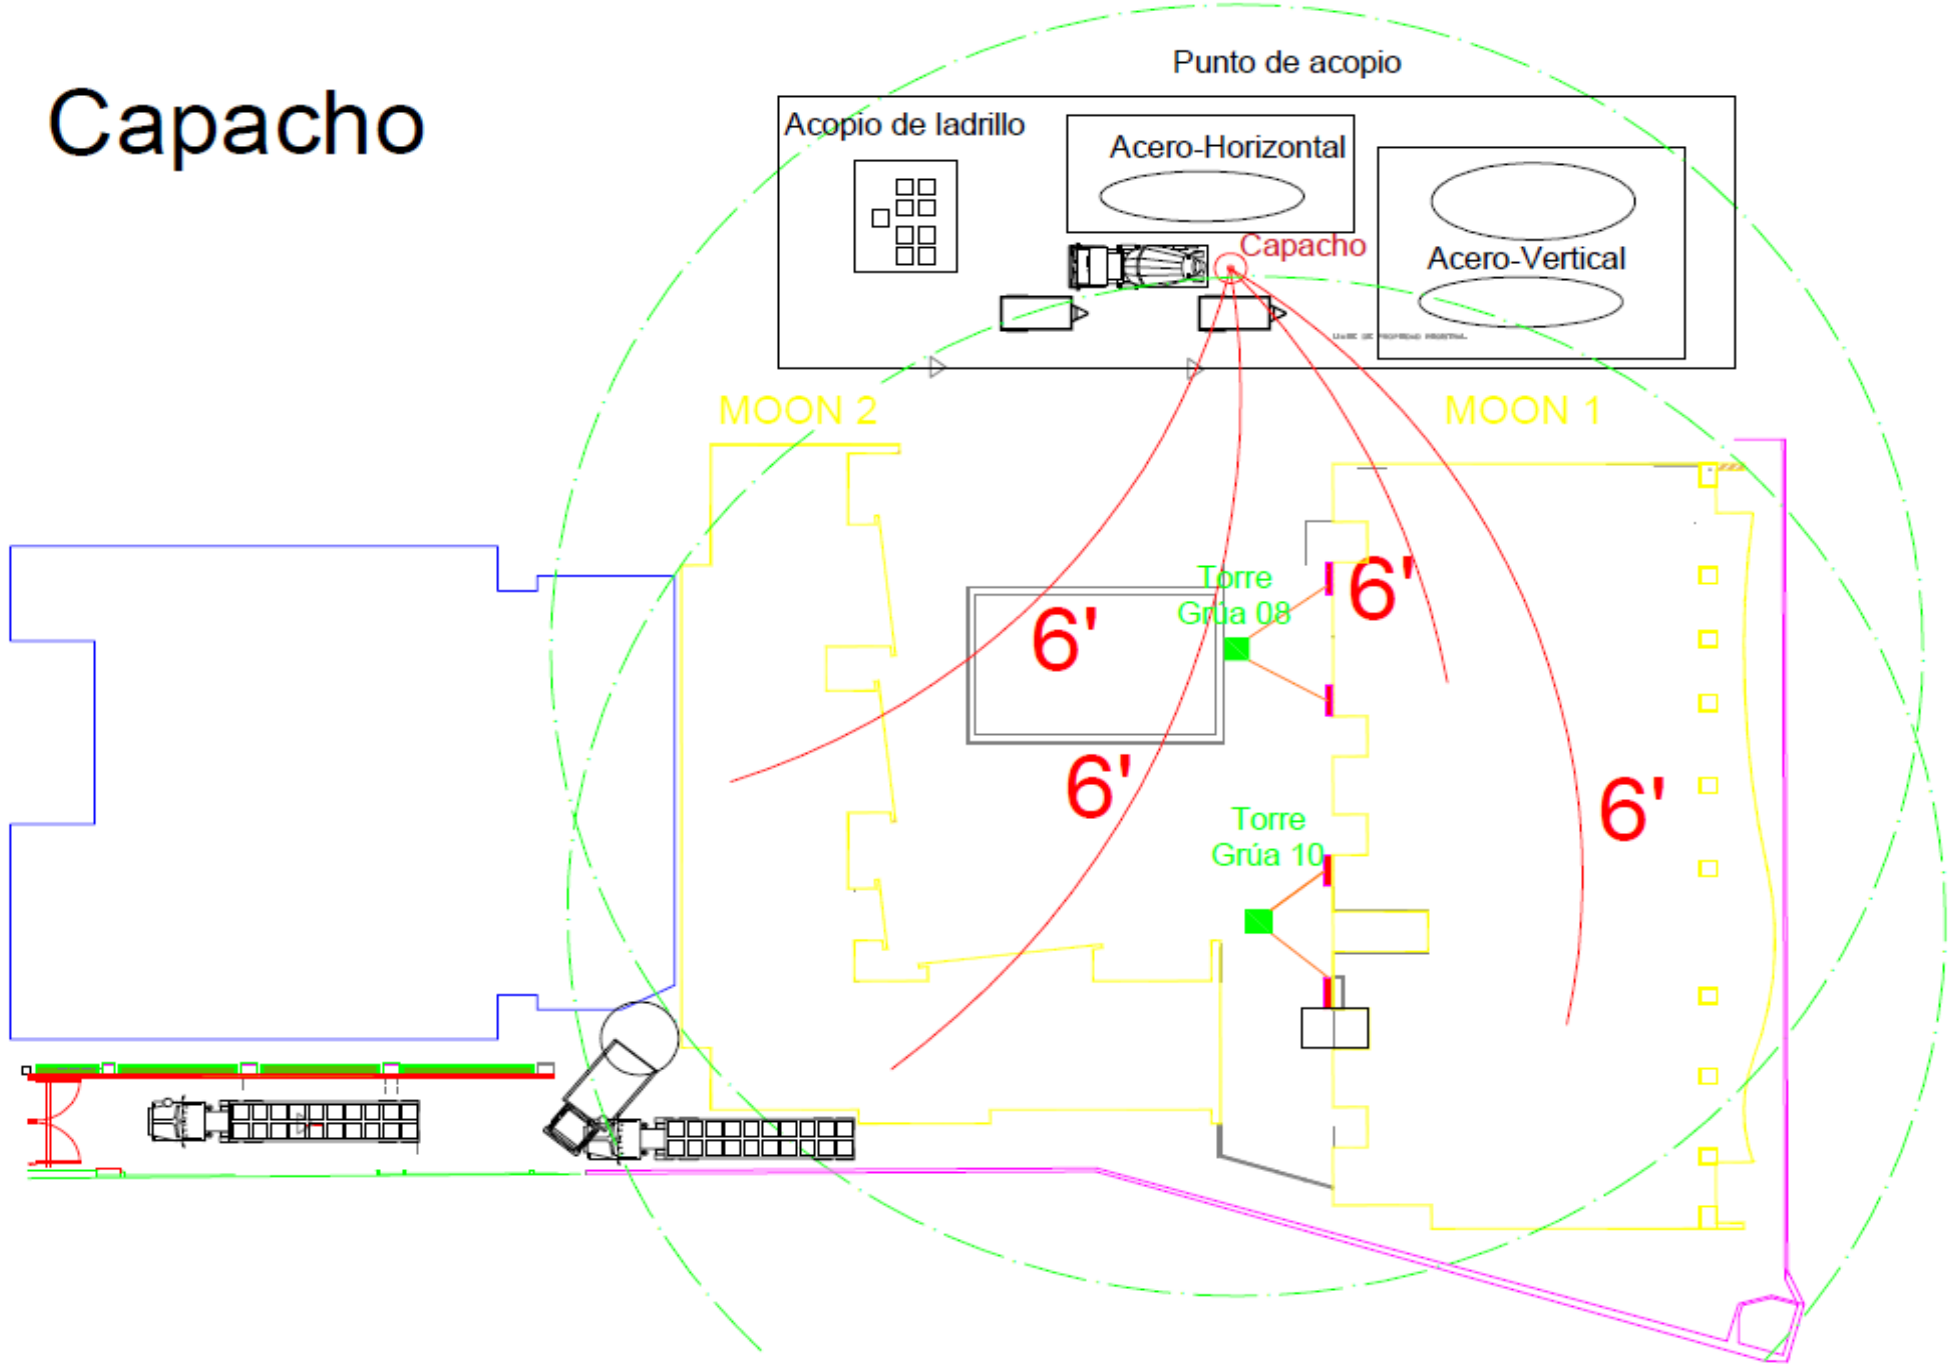 Capacho
Punto de acopio
Acopio de ladrillo
Acero-Horizontal
Acero-Vertical
Capacho
MOON 2
MOON 1
Torre
Grúa 08
6'
6'
6'
6'
Torre
Grúa 10